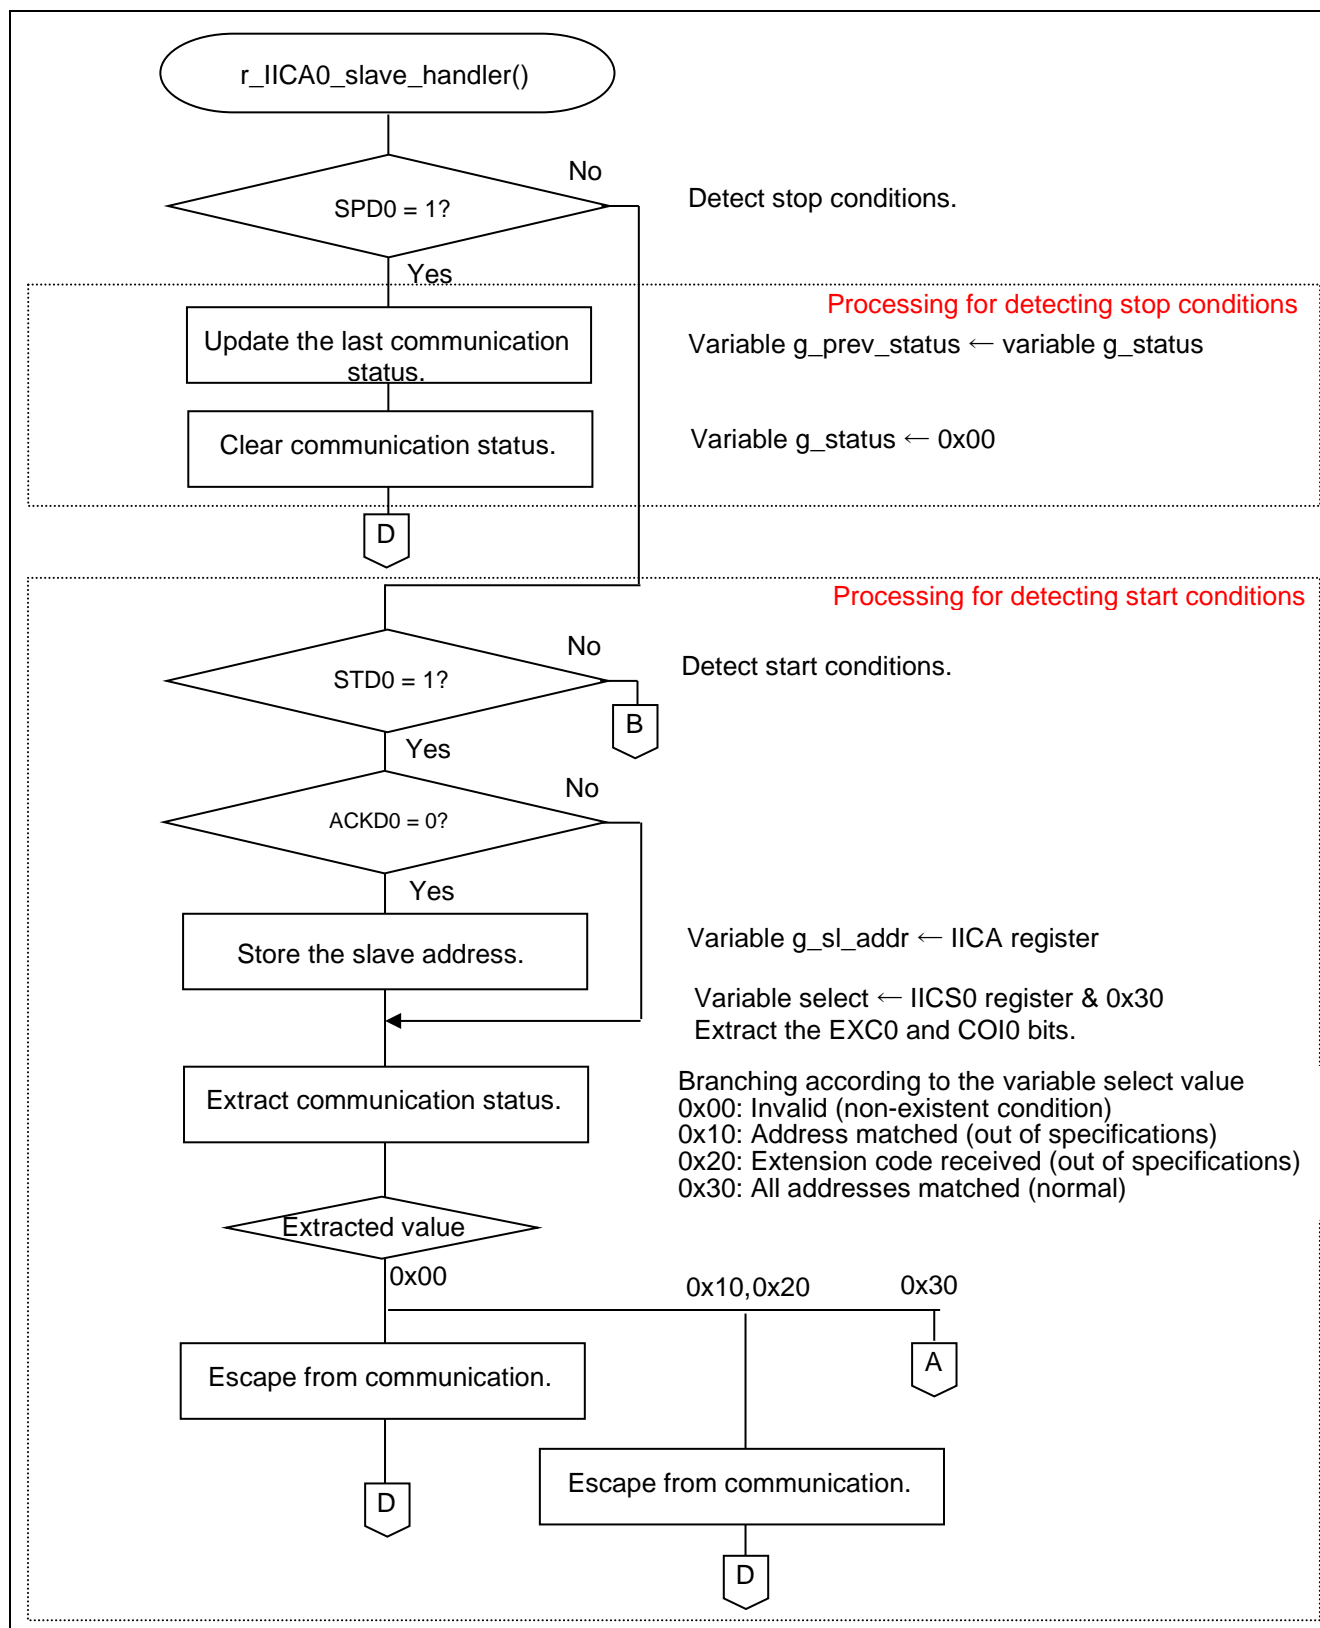 r_IICA0_slave_handler()
No
SPD0 = 1?
Detect stop conditions.
Yes
Processing for detecting stop conditions
Update the last communication
status.
Variable g_prev_status ← variable g_status
Clear communication status.
Variable g_status ← 0x00
D
Processing for detecting start conditions
No
STD0 = 1?
Detect start conditions.
B
Yes
No
ACKD0 = 0?
Yes
Store the slave address.
Variable g_sl_addr ← IICA register
Variable select ← IICS0 register & 0x30
Extract the EXC0 and COI0 bits.
Extract communication status.
Branching according to the variable select value
0x00: Invalid (non-existent condition)
0x10: Address matched (out of specifications)
0x20: Extension code received (out of specifications)
0x30: All addresses matched (normal)
Extracted value
0x00
0x10,0x20
0x30
A
Escape from communication.
D
Escape from communication.
D